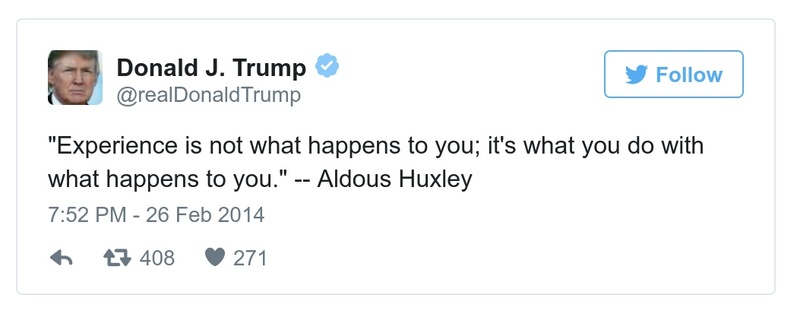 Donald J. Trump
@realDonaldTrump
Follow
"Experience is not what happens to you; it's what you do with
what happens to you." -- Aldous Huxley
7:52 PM - 26 Feb 2014
408 271